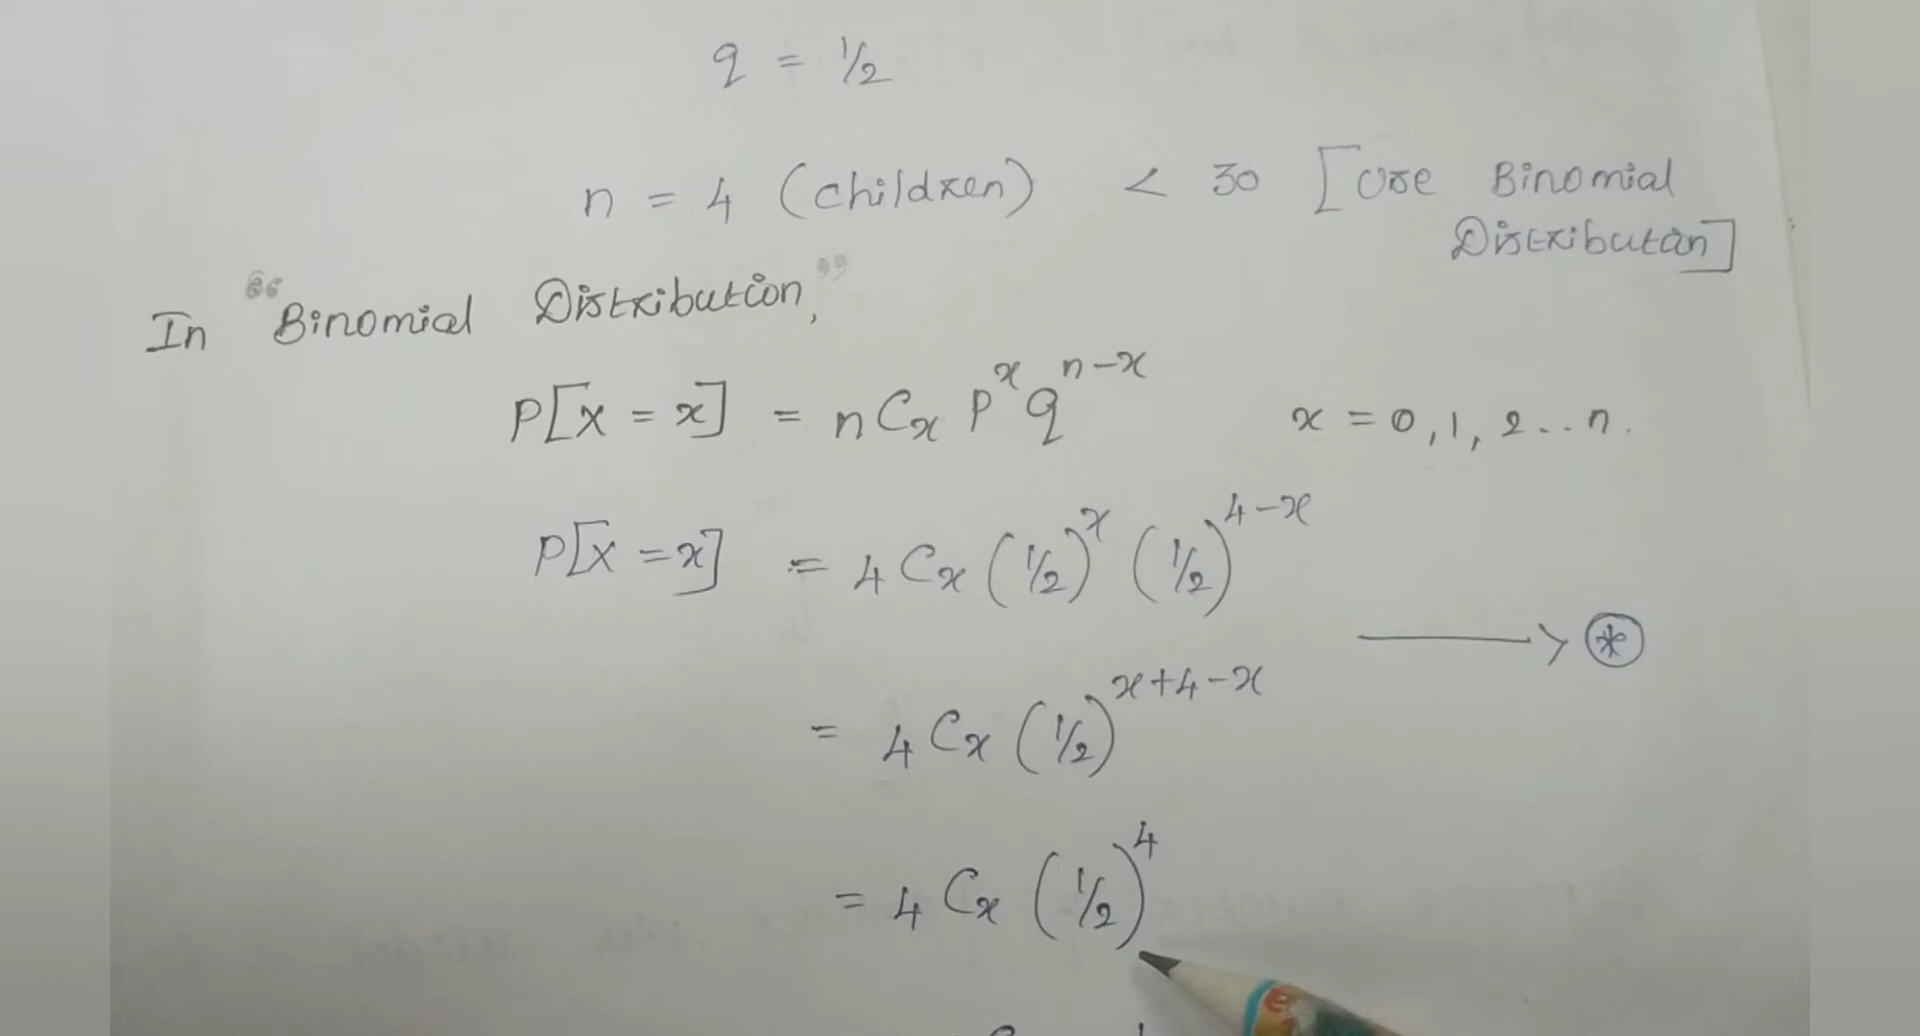 q = 1/2
n = 4 (children) < 30 [Use Binomial
Distribution]
In "Binomial Distribution,"
P[X = x] = nCx p^x q^(n-x) x = 0, 1, 2 .. n.
P[X = x] = 4Cx (1/2)^x (1/2)^(4-x)
→ ⊛
= 4Cx (1/2)^(x+4-x)
= 4Cx (1/2)^4